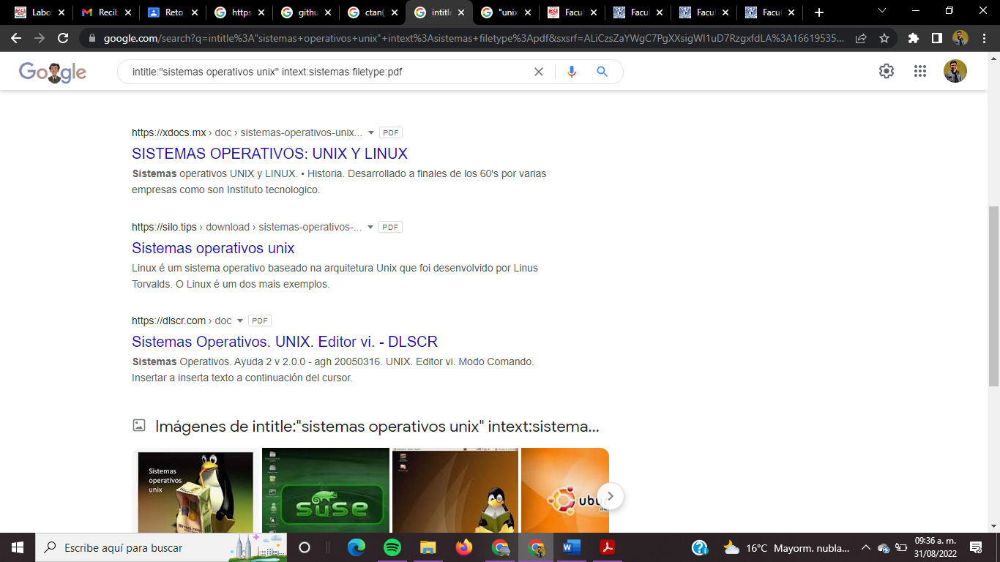 Labo
Recib
Reto
https
githu
ctan(
intitle
"unix
Facul
Facul
Facul
Facul
google.com/search?q=intitle%3A"sistemas+operativos+unix"+intext%3Asistemas+filetype%3Apdf&sxsrf=ALiCzsZaYWgC7PgXXsigWI1uD7RzgxfdLA%3A16619535...
Google
intitle:"sistemas operativos unix" intext:sistemas filetype:pdf
https://xdocs.mx › doc › sistemas-operativos-unix... PDF
SISTEMAS OPERATIVOS: UNIX Y LINUX
Sistemas operativos UNIX y LINUX. • Historia. Desarrollado a finales de los 60's por varias
empresas como son Instituto tecnologico.
https://silo.tips › download › sistemas-operativos-... PDF
Sistemas operativos unix
Linux é um sistema operativo baseado na arquitetura Unix que foi desenvolvido por Linus
Torvalds. O Linux é um dos mais exemplos.
https://dlscr.com › doc PDF
Sistemas Operativos. UNIX. Editor vi. - DLSCR
Sistemas Operativos. Ayuda 2 v 2.0.0 - agh 20050316. UNIX. Editor vi. Modo Comando.
Insertar a inserta texto a continuación del cursor.
Imágenes de intitle:"sistemas operativos unix" intext:sistema...
Sistemas
operativos
unix
We suck more
SUSE
ubu
Escribe aquí para buscar
16°C Mayorm. nubla...
09:36 a. m.
31/08/2022